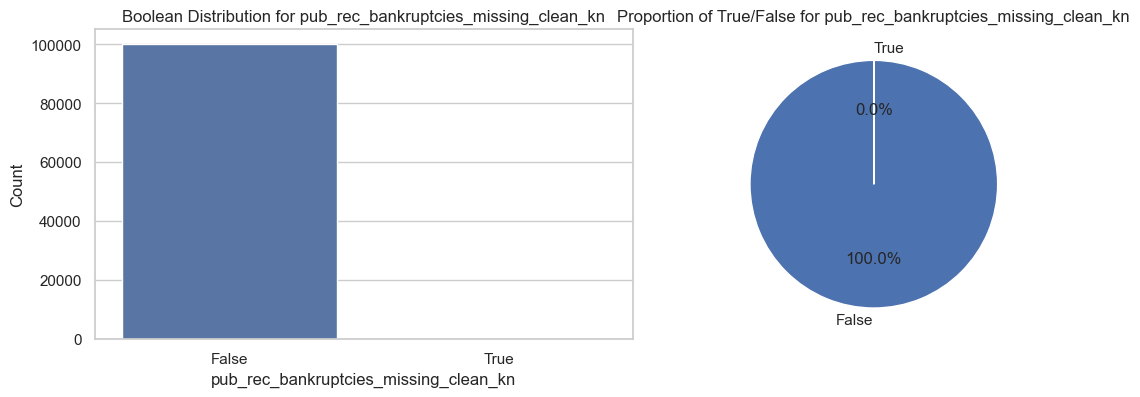 Boolean Distribution for pub_rec_bankruptcies_missing_clean_kn
Count
100000
80000
60000
40000
20000
0
False
True
pub_rec_bankruptcies_missing_clean_kn
Proportion of True/False for pub_rec_bankruptcies_missing_clean_kn
True
0.0%
100.0%
False